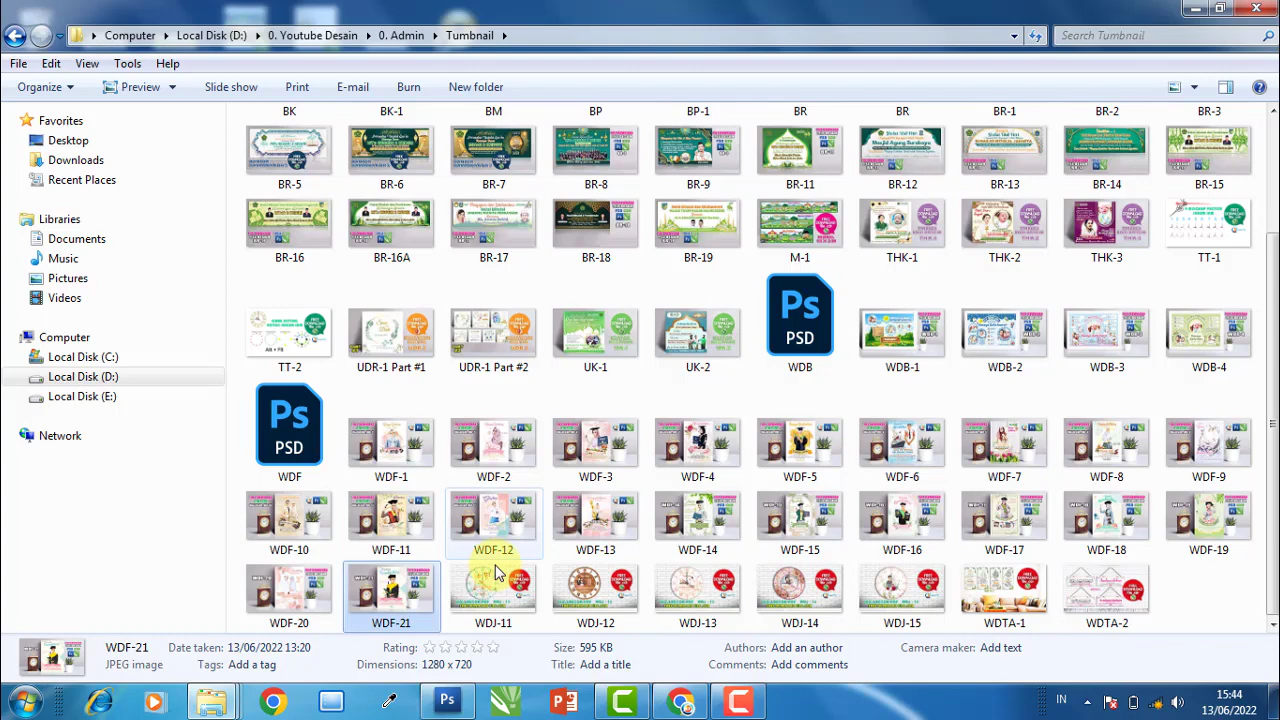 Computer Local Disk (D:) 0. Youtube Desain 0. Admin Tumbnail
Search Tumbnail
File Edit View Tools Help
Organize Preview Slide show Print E-mail Burn New folder
Favorites
Desktop
Downloads
Recent Places
Libraries
Documents
Music
Pictures
Videos
Computer
Local Disk (C:)
Local Disk (D:)
Local Disk (E:)
Network
BK BK-1 BM BP BP-1 BR BR BR-1 BR-2 BR-3
BR-5 BR-6 BR-7 BR-8 BR-9 BR-11 BR-12 BR-13 BR-14 BR-15
BR-16 BR-16A BR-17 BR-18 BR-19 M-1 THK-1 THK-2 THK-3 TT-1
Ps
PSD
TT-2 UDR-1 Part #1 UDR-1 Part #2 UK-1 UK-2 WDB WDB-1 WDB-2 WDB-3 WDB-4
Ps
PSD
WDF WDF-1 WDF-2 WDF-3 WDF-4 WDF-5 WDF-6 WDF-7 WDF-8 WDF-9
WDF-10 WDF-11 WDF-12 WDF-13 WDF-14 WDF-15 WDF-16 WDF-17 WDF-18 WDF-19
WDF-20 WDF-21 WDJ-11 WDJ-12 WDJ-13 WDJ-14 WDJ-15 WDTA-1 WDTA-2
WDF-21 Date taken: 13/06/2022 13:20 Rating: Size: 595 KB Authors: Add an author Camera maker: Add text
JPEG image Tags: Add a tag Dimensions: 1280 x 720 Title: Add a title Comments: Add comments
Ps
IN
15:44
13/06/2022